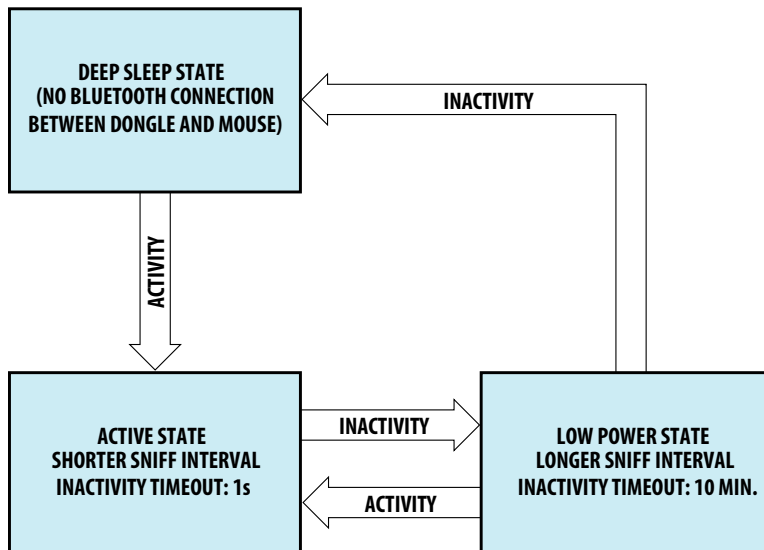 DEEP SLEEP STATE
(NO BLUETOOTH CONNECTION
BETWEEN DONGLE AND MOUSE)
INACTIVITY
ACTIVITY
ACTIVE STATE
SHORTER SNIFF INTERVAL
INACTIVITY TIMEOUT: 1s
INACTIVITY
ACTIVITY
LOW POWER STATE
LONGER SNIFF INTERVAL
INACTIVITY TIMEOUT: 10 MIN.